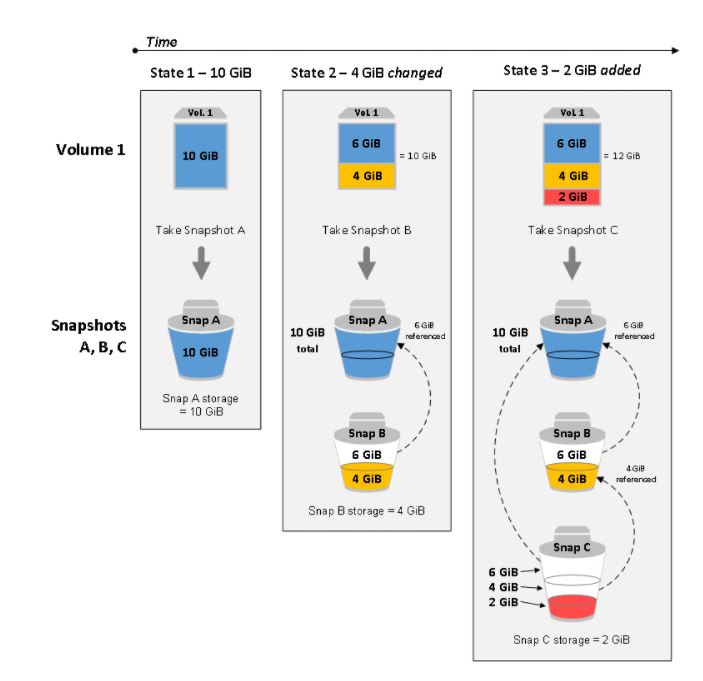 Time
State 1 – 10 GiB
State 2 – 4 GiB changed
State 3 – 2 GiB added
Volume 1
Vol. 1
10 GiB
Take Snapshot A
Vol. 1
6 GiB
4 GiB
= 10 GiB
Take Snapshot B
Vol. 1
6 GiB
4 GiB
2 GiB
= 12 GiB
Take Snapshot C
Snapshots
A, B, C
Snap A
10 GiB
Snap A storage
= 10 GiB
10 GiB
total
Snap A
6 GiB
referenced
Snap B
6 GiB
4 GiB
Snap B storage = 4 GiB
10 GiB
total
Snap A
6 GiB
referenced
Snap B
6 GiB
4 GiB
4 GiB
referenced
Snap C
6 GiB
4 GiB
2 GiB
Snap C storage = 2 GiB